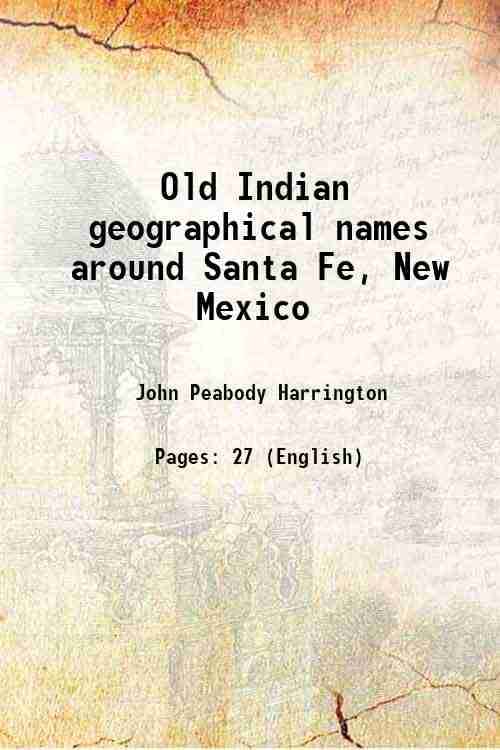 Old Indian
geographical names
around Santa Fe, New
Mexico
John Peabody Harrington
Pages: 27 (English)